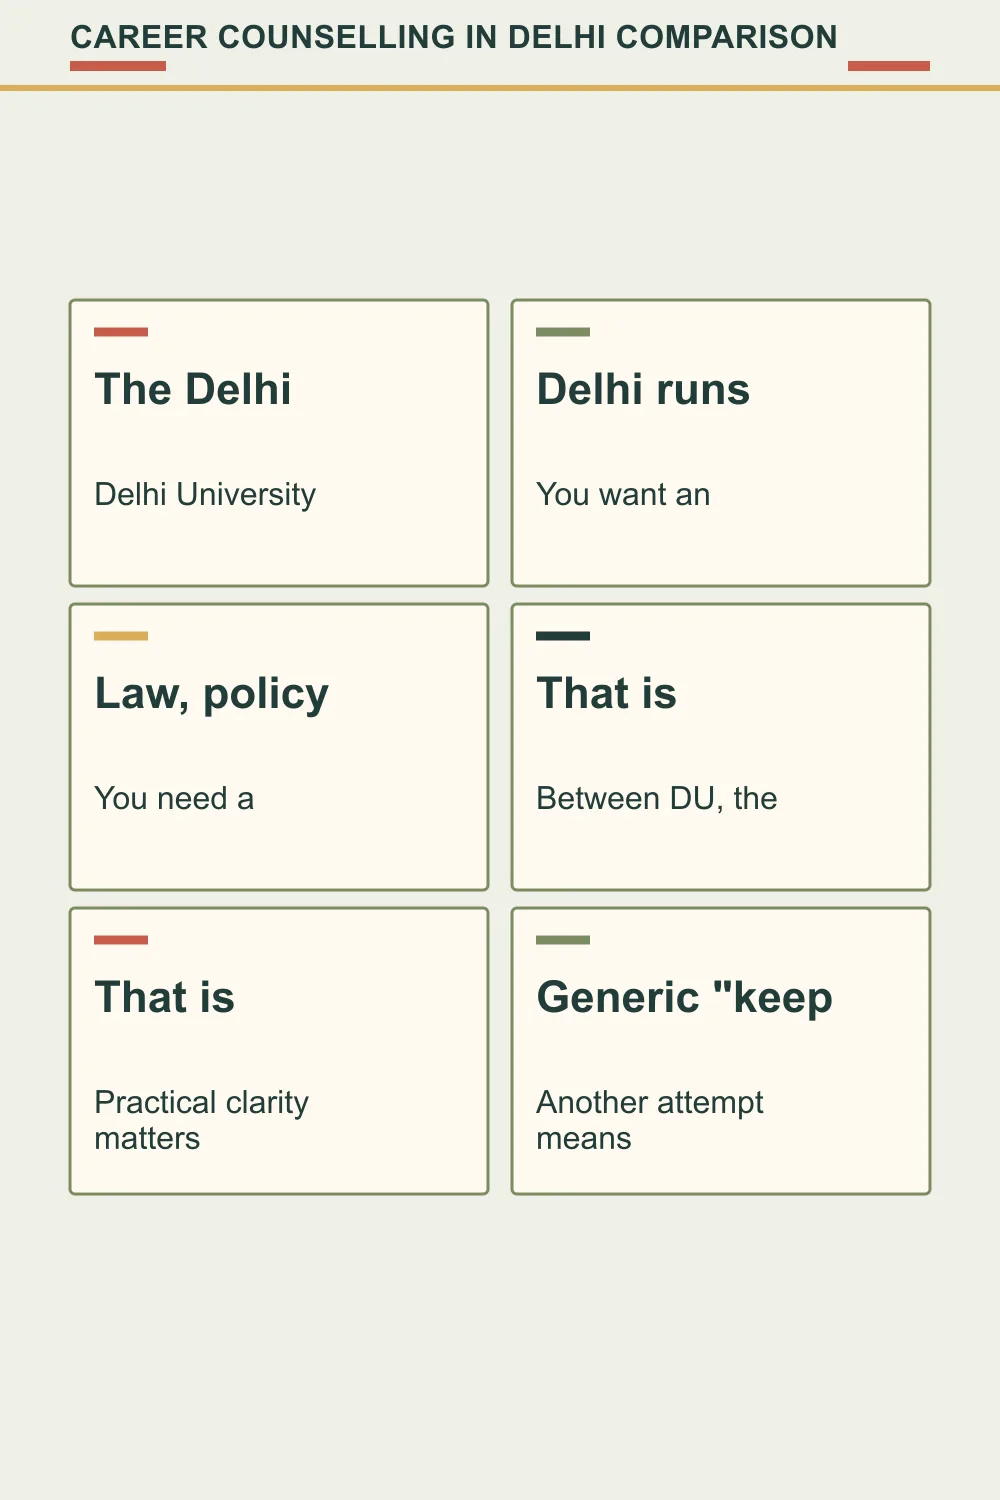 CAREER COUNSELLING IN DELHI COMPARISON
The Delhi
Delhi University
Delhi runs
You want an
Law, policy
You need a
That is
Between DU, the
That is
Practical clarity
matters
Generic "keep
Another attempt
means